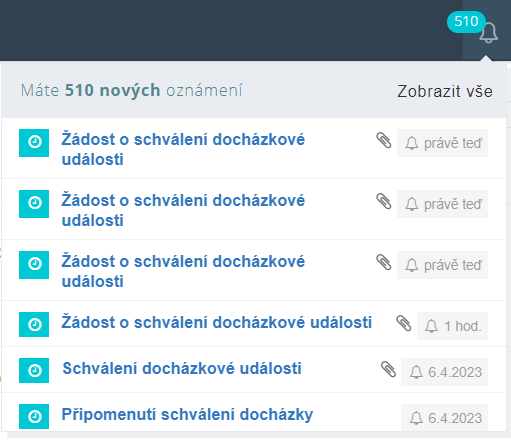 510
Máte 510 nových oznámení
Zobrazit vše
Žádost o schválení docházkové
události
právě teď
Žádost o schválení docházkové
události
právě teď
Žádost o schválení docházkové
události
právě teď
Žádost o schválení docházkové události
1 hod.
Schválení docházkové události
6.4.2023
Připomenutí schválení docházky
6.4.2023